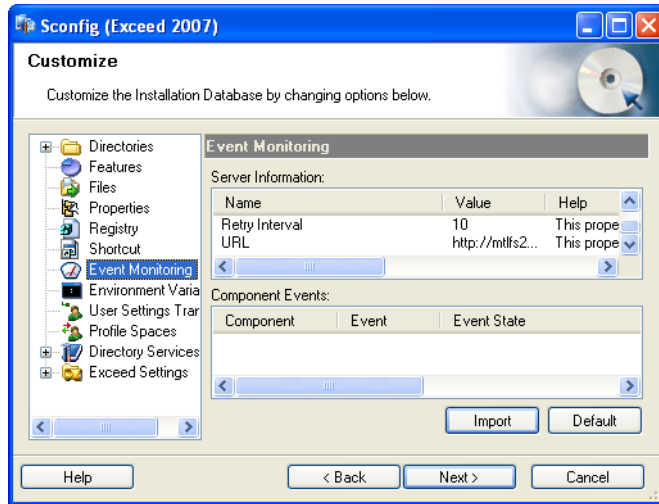 Sconfig (Exceed 2007)
Customize
Customize the Installation Database by changing options below.
Directories
Features
Files
Properties
Registry
Shortcut
Event Monitoring
Environment Varia
User Settings Tran
Profile Spaces
Directory Services
Exceed Settings
Event Monitoring
Server Information:
Name Value Help
Retry Interval 10 This prope
URL http://mtlfs2... This prope
Component Events:
Component Event Event State
Import Default
Help < Back Next > Cancel